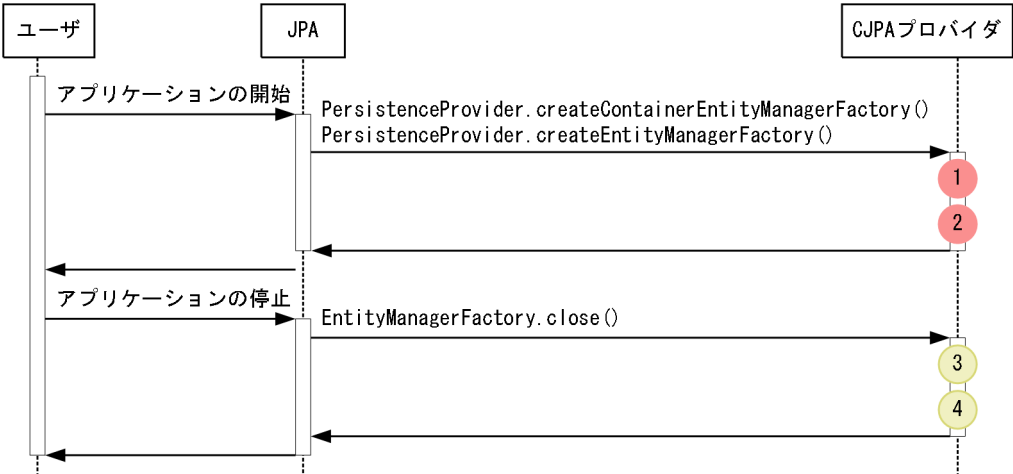 ユーザ
JPA
CJPAプロバイダ
アプリケーションの開始
PersistenceProvider.createContainerEntityManagerFactory()
PersistenceProvider.createEntityManagerFactory()
1
2
アプリケーションの停止
EntityManagerFactory.close()
3
4